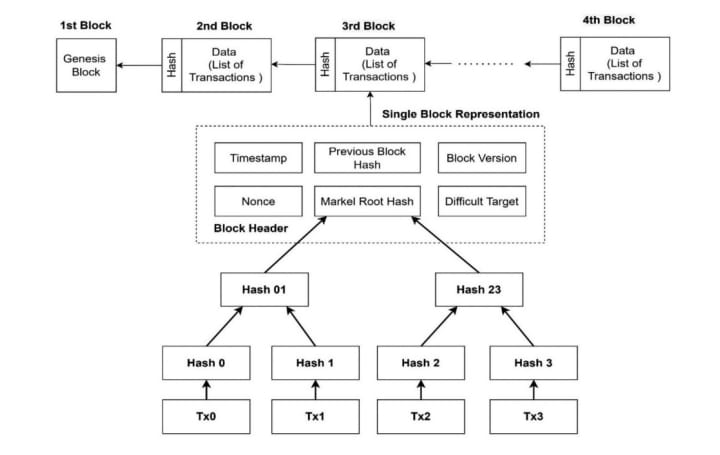 1st Block
2nd Block
3rd Block
4th Block
Genesis
Block
Hash
Data
(List of
Transactions )
Hash
Data
(List of
Transactions )
Hash
Data
(List of
Transactions )
Single Block Representation
Timestamp
Previous Block
Hash
Block Version
Nonce
Markel Root Hash
Difficult Target
Block Header
Hash 01
Hash 23
Hash 0
Hash 1
Hash 2
Hash 3
Tx0
Tx1
Tx2
Tx3